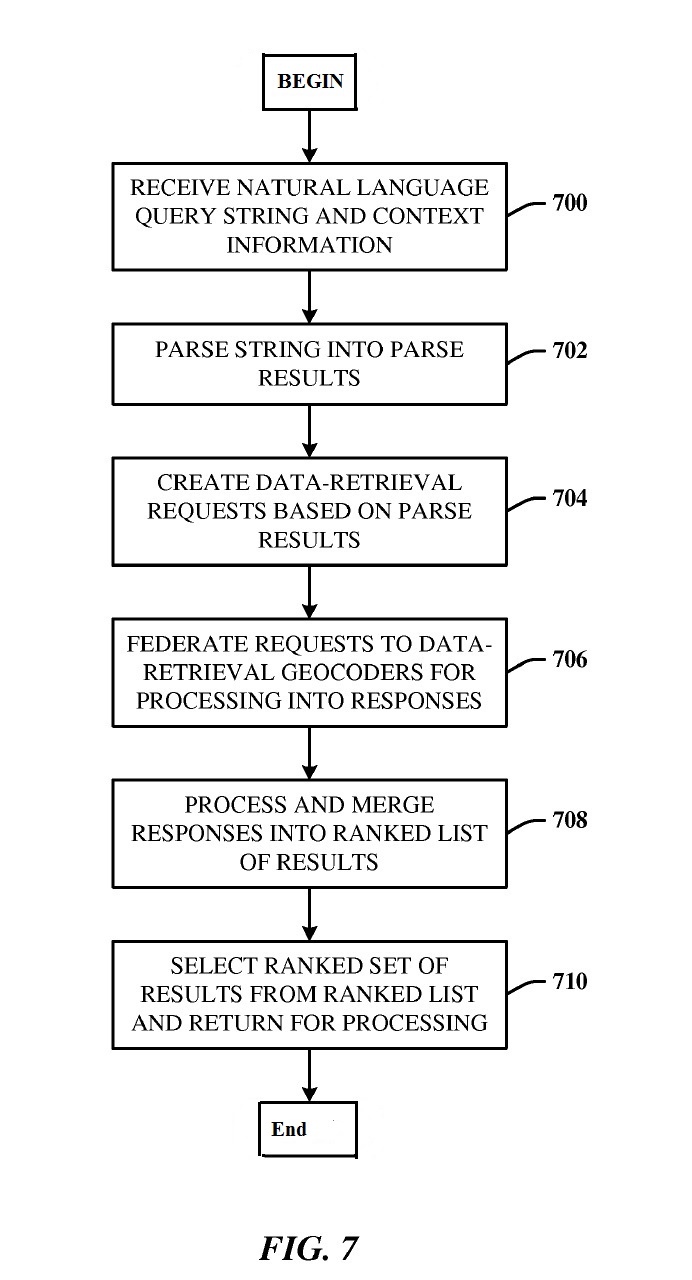 BEGIN
RECEIVE NATURAL LANGUAGE
QUERY STRING AND CONTEXT
INFORMATION
700
PARSE STRING INTO PARSE
RESULTS
702
CREATE DATA-RETRIEVAL
REQUESTS BASED ON PARSE
RESULTS
704
FEDERATE REQUESTS TO DATA-
RETRIEVAL GEOCODERS FOR
PROCESSING INTO RESPONSES
706
PROCESS AND MERGE
RESPONSES INTO RANKED LIST
OF RESULTS
708
SELECT RANKED SET OF
RESULTS FROM RANKED LIST
AND RETURN FOR PROCESSING
710
End
FIG. 7